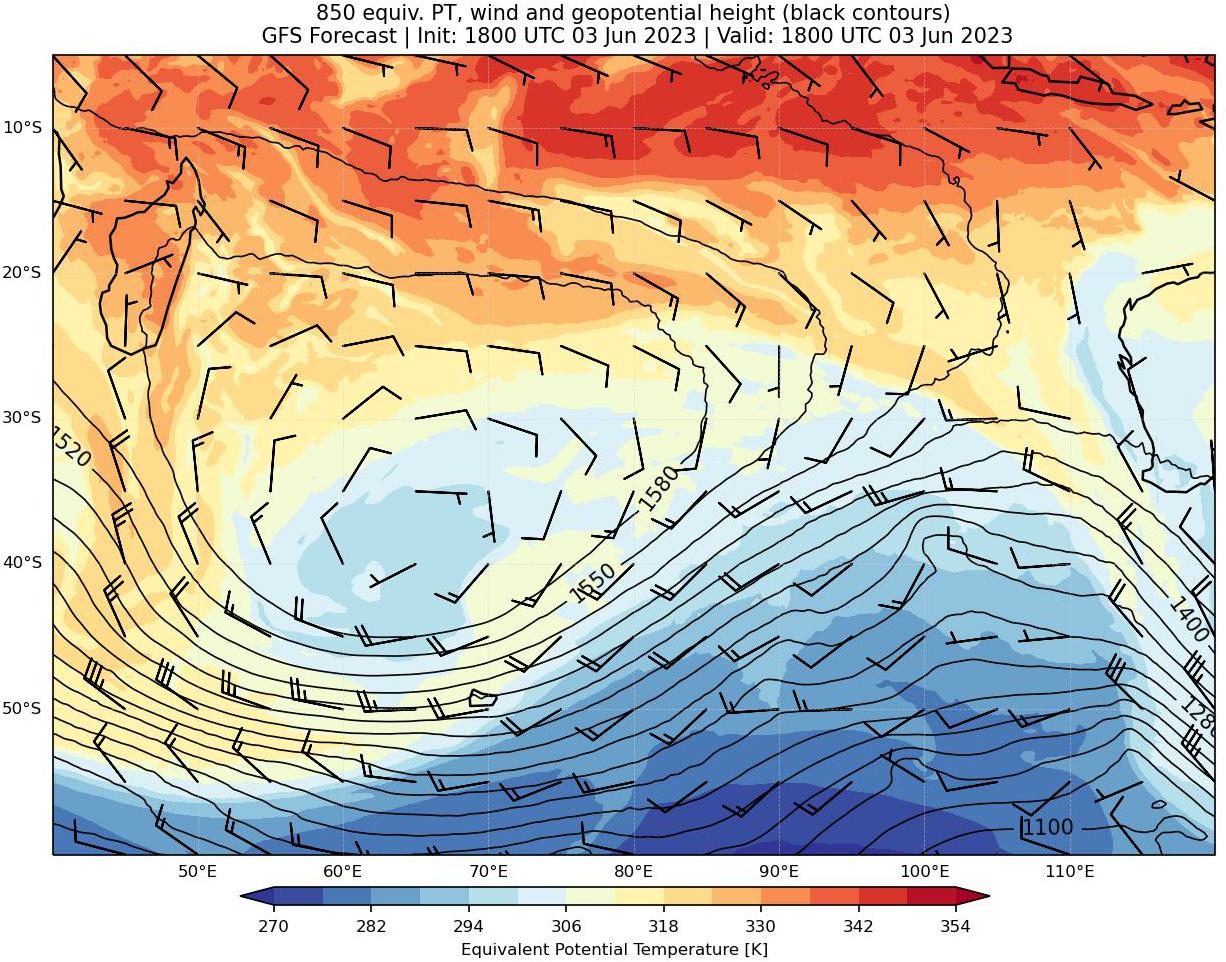 850 equiv. PT, wind and geopotential height (black contours)
GFS Forecast | Init: 1800 UTC 03 Jun 2023 | Valid: 1800 UTC 03 Jun 2023
10°S
20°S
30°S
1520
1580
40°S
1550
1400
50°S
1280
1100
50°E 60°E 70°E 80°E 90°E 100°E 110°E
270 282 294 306 318 330 342 354
Equivalent Potential Temperature [K]